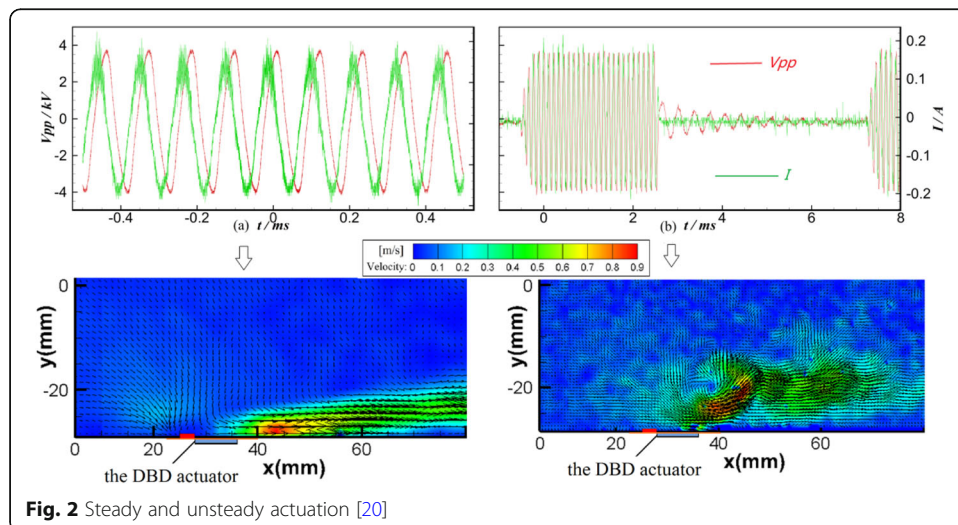 4
2
0
-2
-4
Vpp / kV
-0.4
-0.2
0.0
0.2
0.4
(a) t / ms
Vpp
I
0.2
0.1
0
-0.1
-0.2
I / A
0
2
4
6
8
(b) t / ms
[m/s]
Velocity: 0 0.1 0.2 0.3 0.4 0.5 0.6 0.7 0.8 0.9
0
-20
y(mm)
0
20
40
60
x(mm)
the DBD actuator
0
-20
y(mm)
0
20
40
60
x(mm)
the DBD actuator
Fig. 2 Steady and unsteady actuation [20]